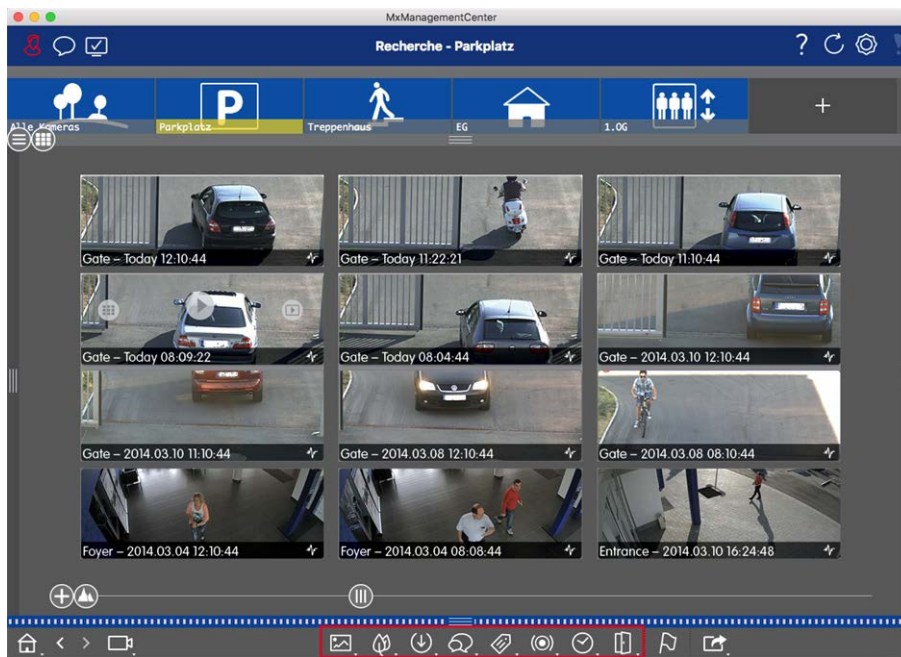 MxManagementCenter
Recherche - Parkplatz
?
P
Alle Kameras
Parkplatz
Treppenhaus
EG
1.OG
+
Gate – Today 12:10:44
Gate – Today 11:22:21
Gate – Today 11:10:44
Gate – Today 08:09:22
Gate – Today 08:04:44
Gate – 2014.03.10 12:10:44
Gate – 2014.03.10 11:10:44
Gate – 2014.03.08 12:10:44
Gate – 2014.03.08 08:10:44
Foyer – 2014.03.04 12:10:44
Foyer – 2014.03.04 08:08:44
Entrance – 2014.03.10 16:24:48